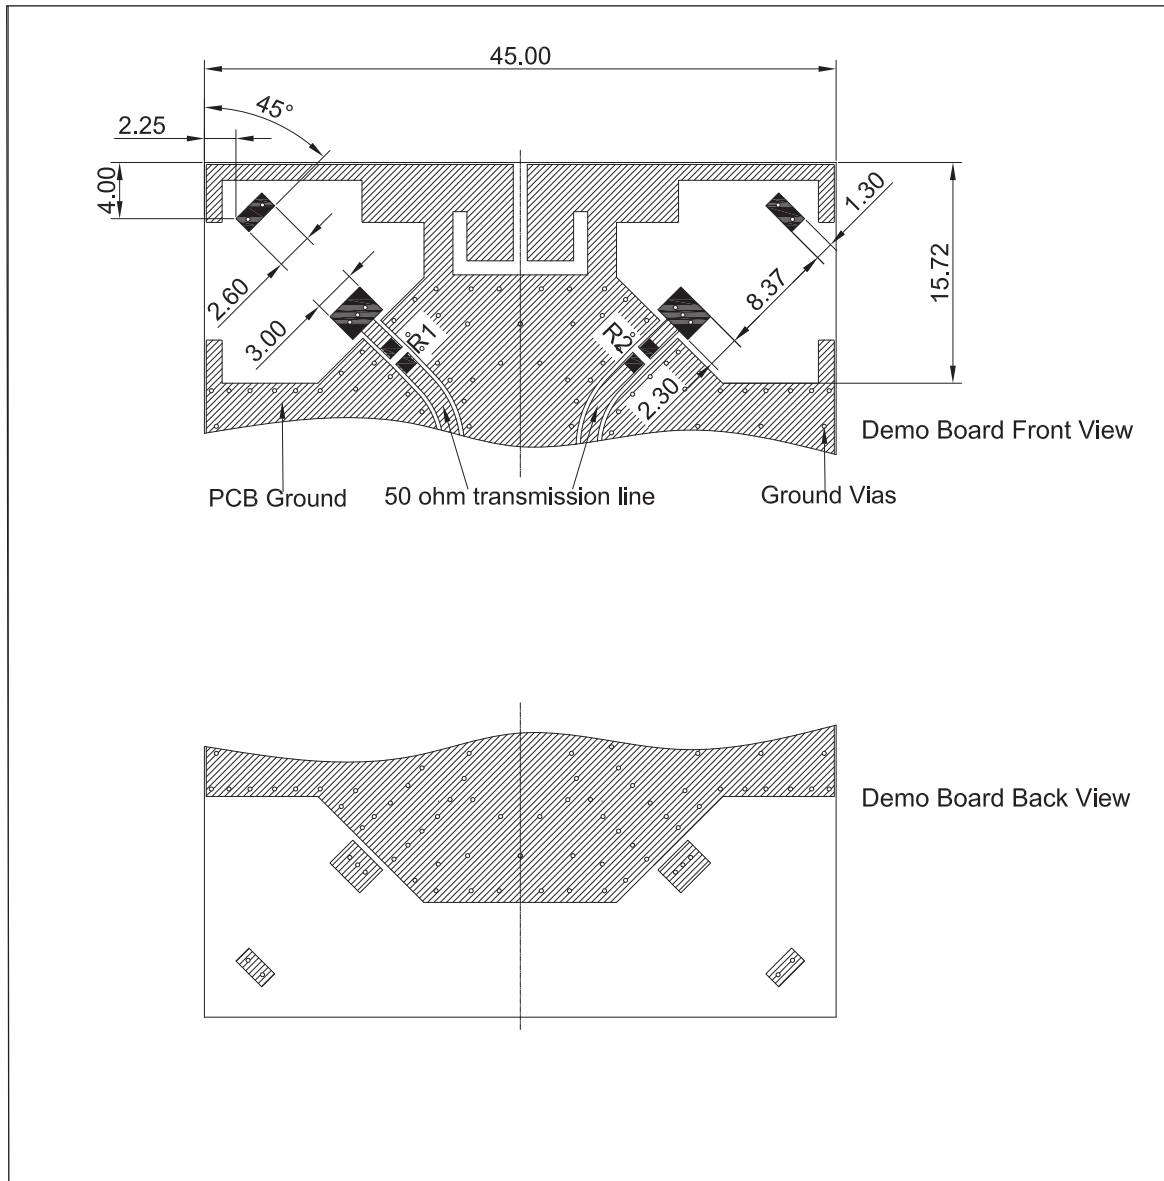 45.00
45°
2.25
4.00
1.30
2.60
8.37
15.72
3.00
R1
R2
2.30
Demo Board Front View
PCB Ground
50 ohm transmission line
Ground Vias
Demo Board Back View